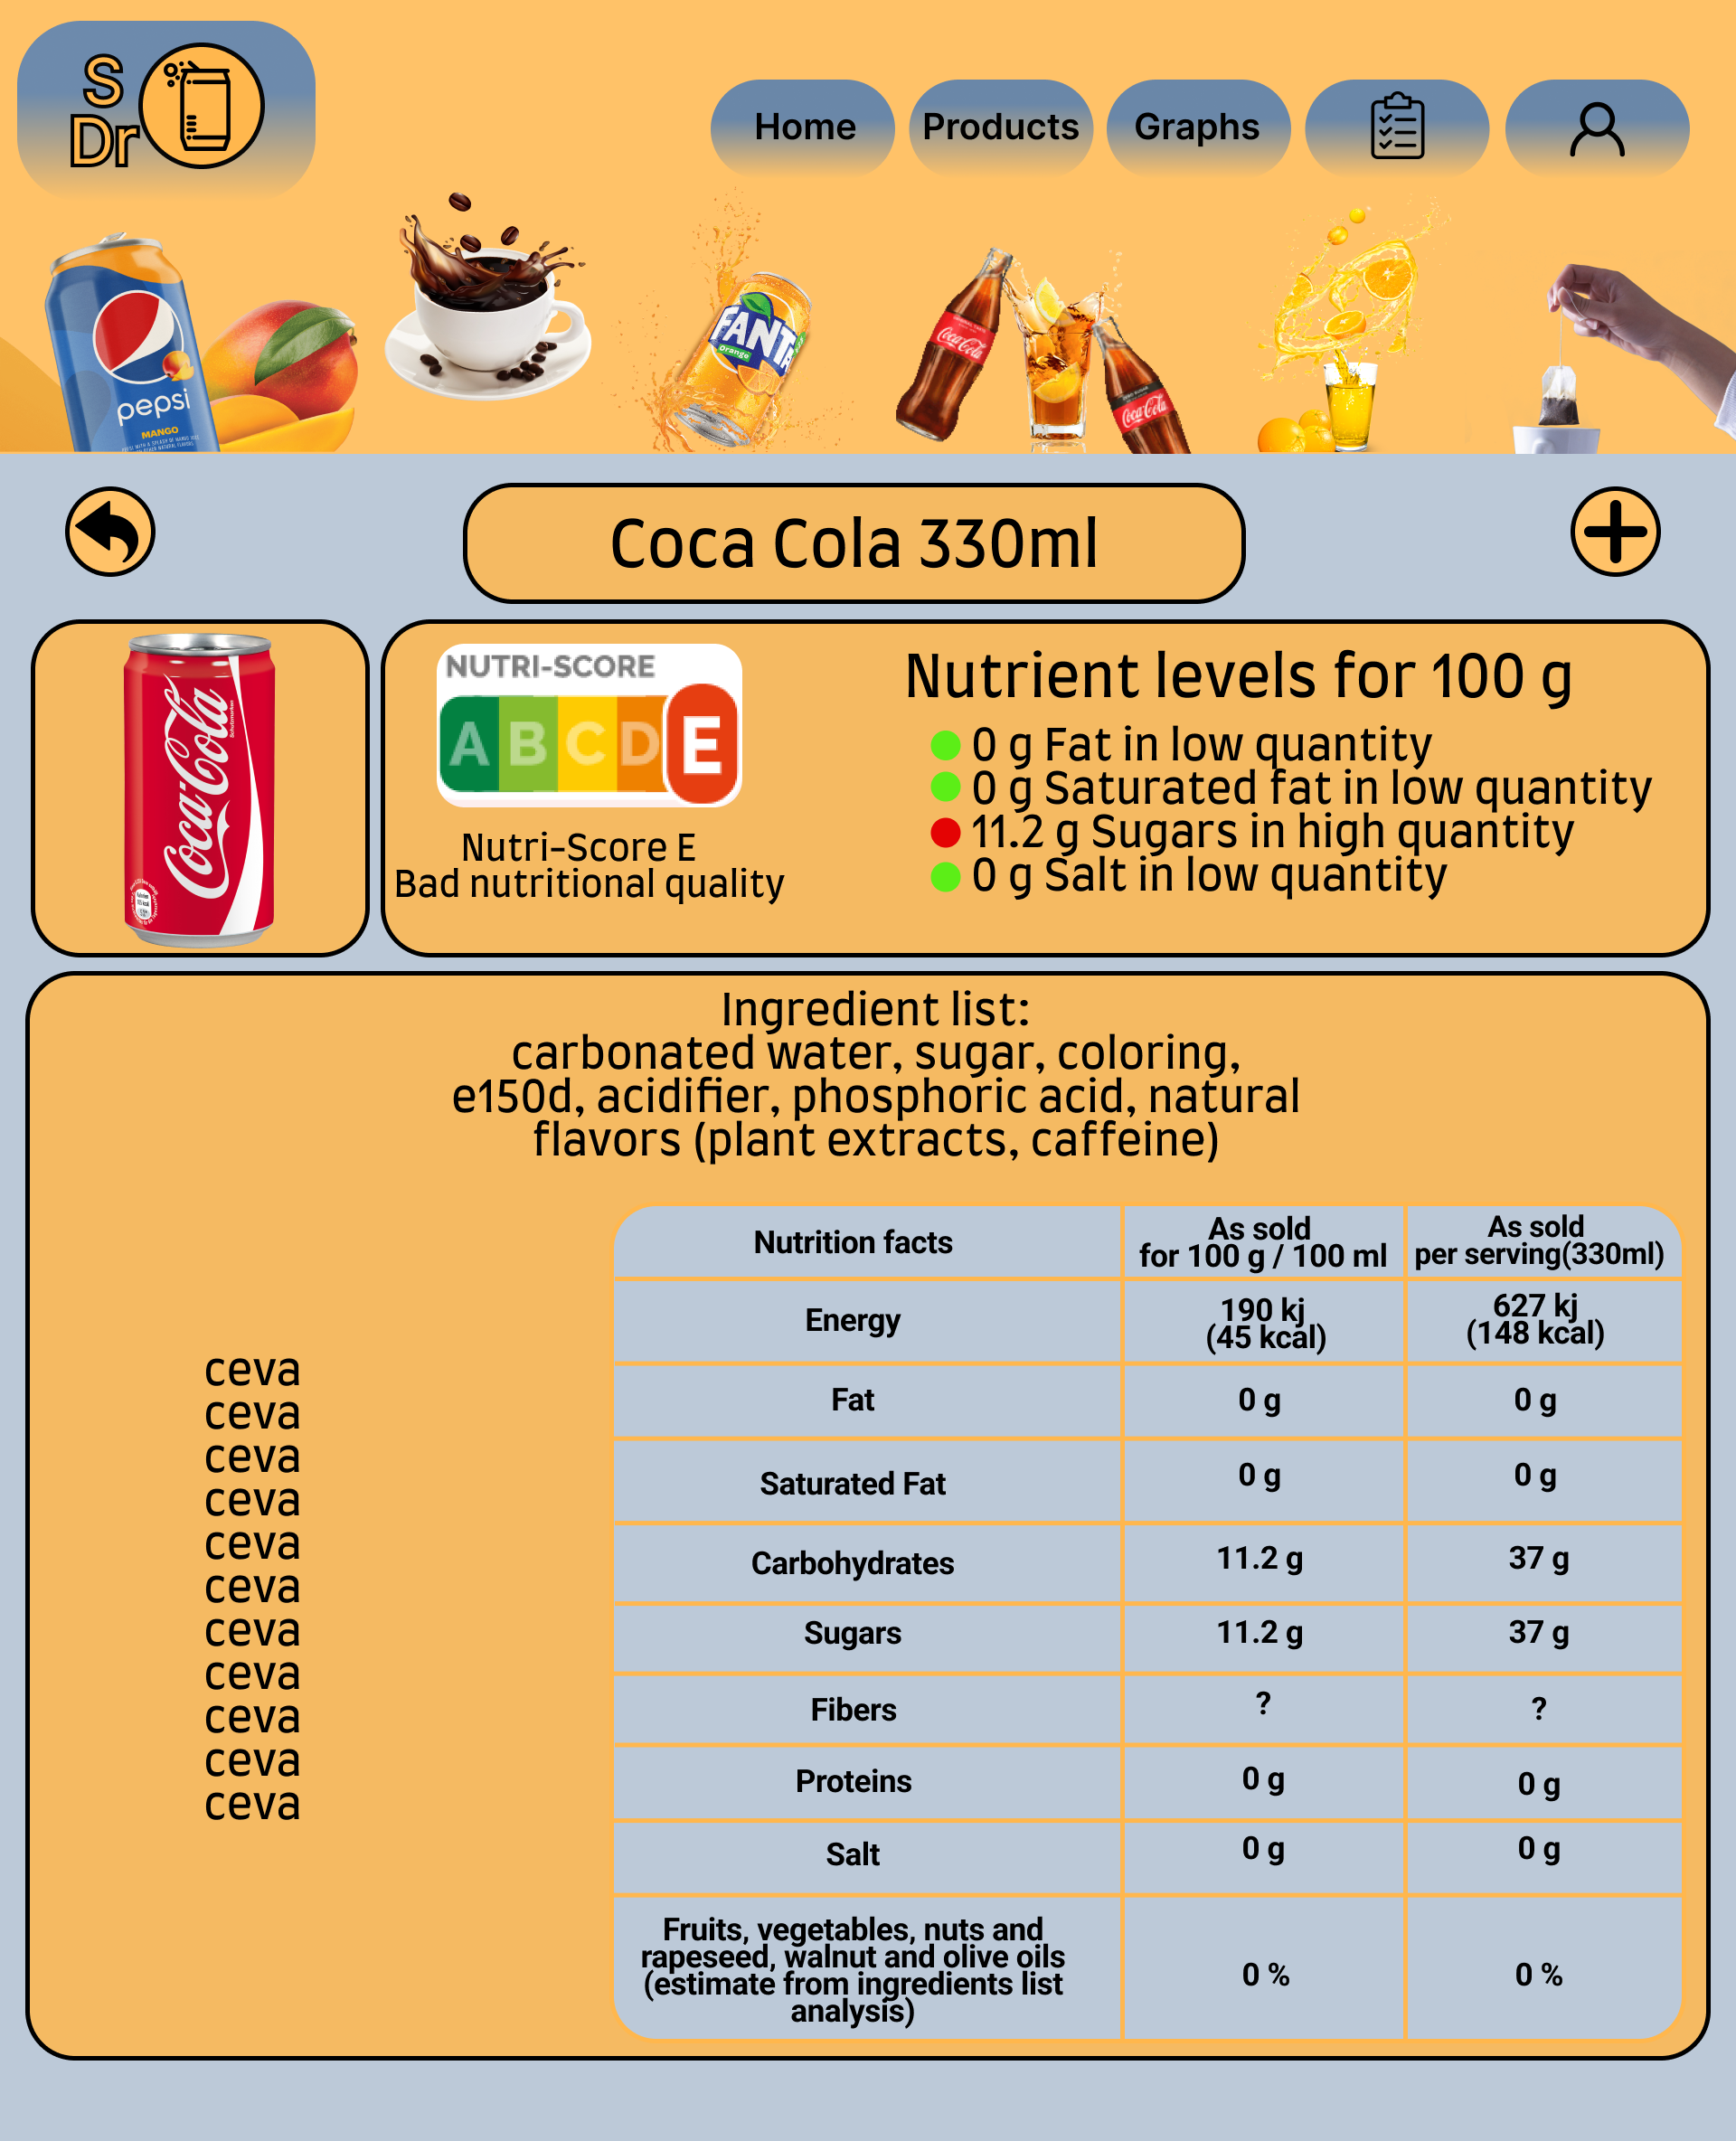 S
Dr
Home
Products
Graphs
pepsi
MANGO
FANTA
Orange
Coca-Cola
Coca-Cola
Coca Cola 330ml
Coca-Cola
NUTRI-SCORE
A B C D E
Nutri-Score E
Bad nutritional quality
Nutrient levels for 100 g
0 g Fat in low quantity
0 g Saturated fat in low quantity
11.2 g Sugars in high quantity
0 g Salt in low quantity
Ingredient list:
carbonated water, sugar, coloring,
e150d, acidifier, phosphoric acid, natural
flavors (plant extracts, caffeine)
ceva
ceva
ceva
ceva
ceva
ceva
ceva
ceva
ceva
ceva
ceva
Nutrition facts
As sold
for 100 g / 100 ml
As sold
per serving(330ml)
Energy
190 kj
(45 kcal)
627 kj
(148 kcal)
Fat
0 g
0 g
Saturated Fat
0 g
0 g
Carbohydrates
11.2 g
37 g
Sugars
11.2 g
37 g
Fibers
?
?
Proteins
0 g
0 g
Salt
0 g
0 g
Fruits, vegetables, nuts and
rapeseed, walnut and olive oils
(estimate from ingredients list
analysis)
0 %
0 %